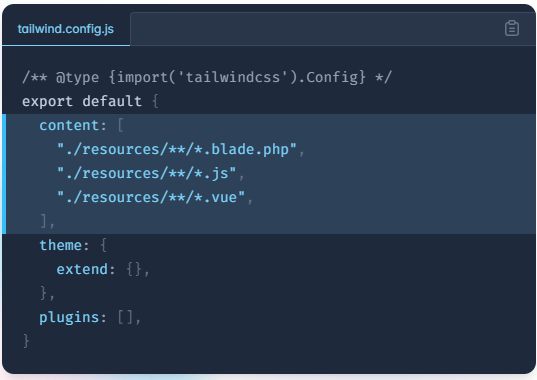 tailwind.config.js
/** @type {import('tailwindcss').Config} */
export default {
  content: [
    "./resources/**/*.blade.php",
    "./resources/**/*.js",
    "./resources/**/*.vue",
  ],
  theme: {
    extend: {},
  },
  plugins: [],
}